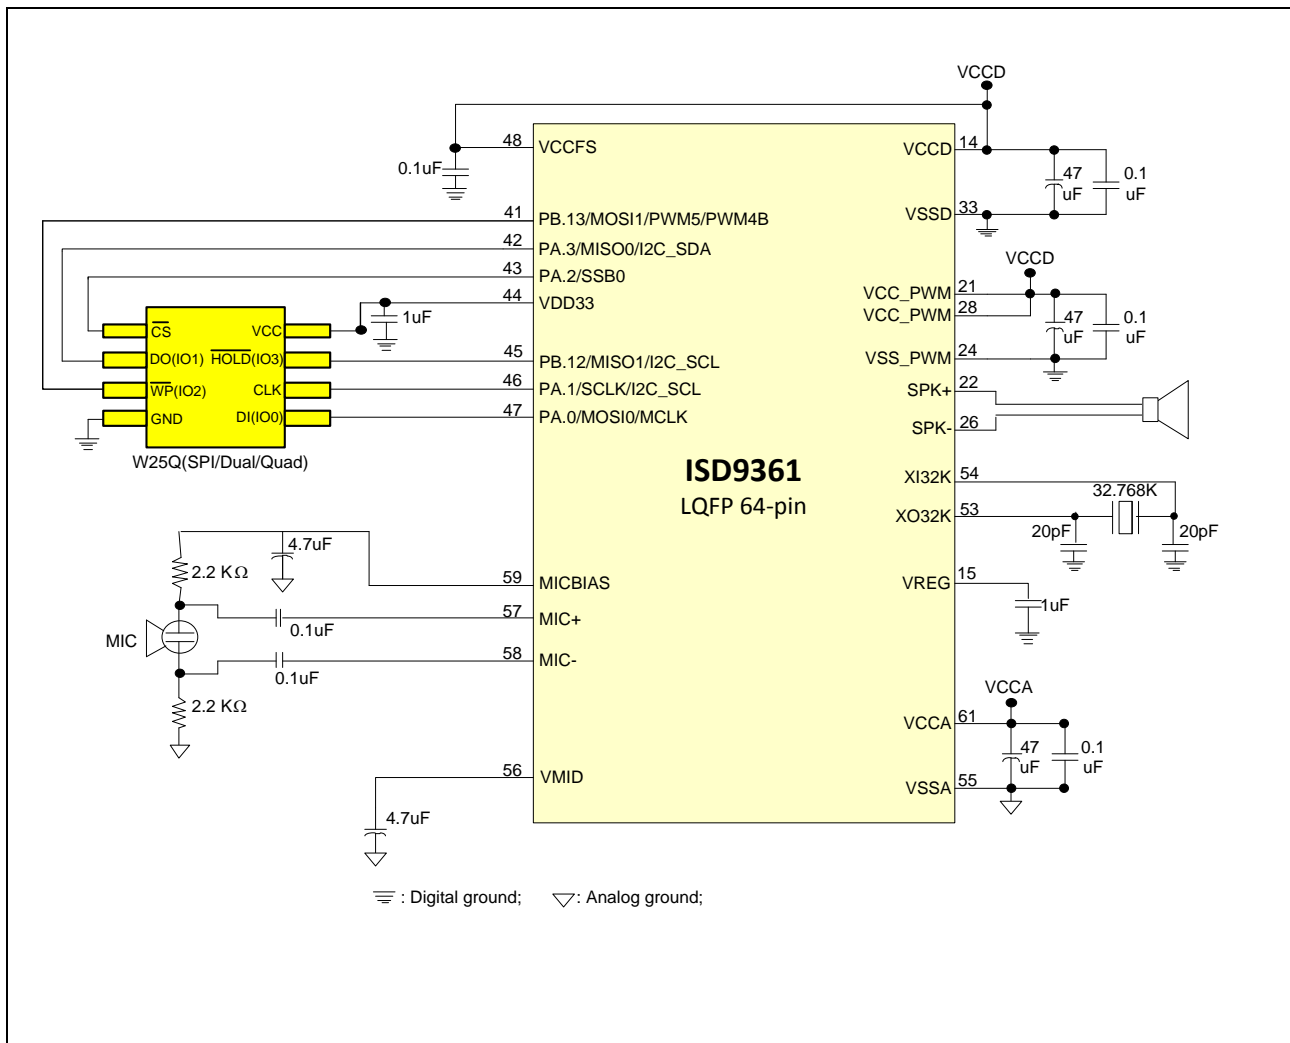 VCCD
48 VCCFS
VCCD 14
0.1uF
47 uF
0.1 uF
41 PB.13/MOSI1/PWM5/PWM4B
VSSD 33
42 PA.3/MISO0/I2C_SDA
43 PA.2/SSB0
VCCD
44 VDD33
VCC_PWM 21
VCC_PWM 28
1uF
47 uF
0.1 uF
CS
VCC
DO(IO1)
HOLD(IO3)
WP(IO2)
CLK
GND
DI(IO0)
W25Q(SPI/Dual/Quad)
45 PB.12/MISO1/I2C_SCL
VSS_PWM 24
46 PA.1/SCLK/I2C_SCL
SPK+ 22
47 PA.0/MOSI0/MCLK
SPK- 26
ISD9361
LQFP 64-pin
XI32K 54
32.768K
XO32K 53
20pF
20pF
4.7uF
2.2 KΩ
59 MICBIAS
VREG 15
1uF
57 MIC+
0.1uF
MIC
58 MIC-
0.1uF
2.2 KΩ
VCCA
VCCA 61
47 uF
0.1 uF
56 VMID
VSSA 55
4.7uF
: Digital ground;
: Analog ground;